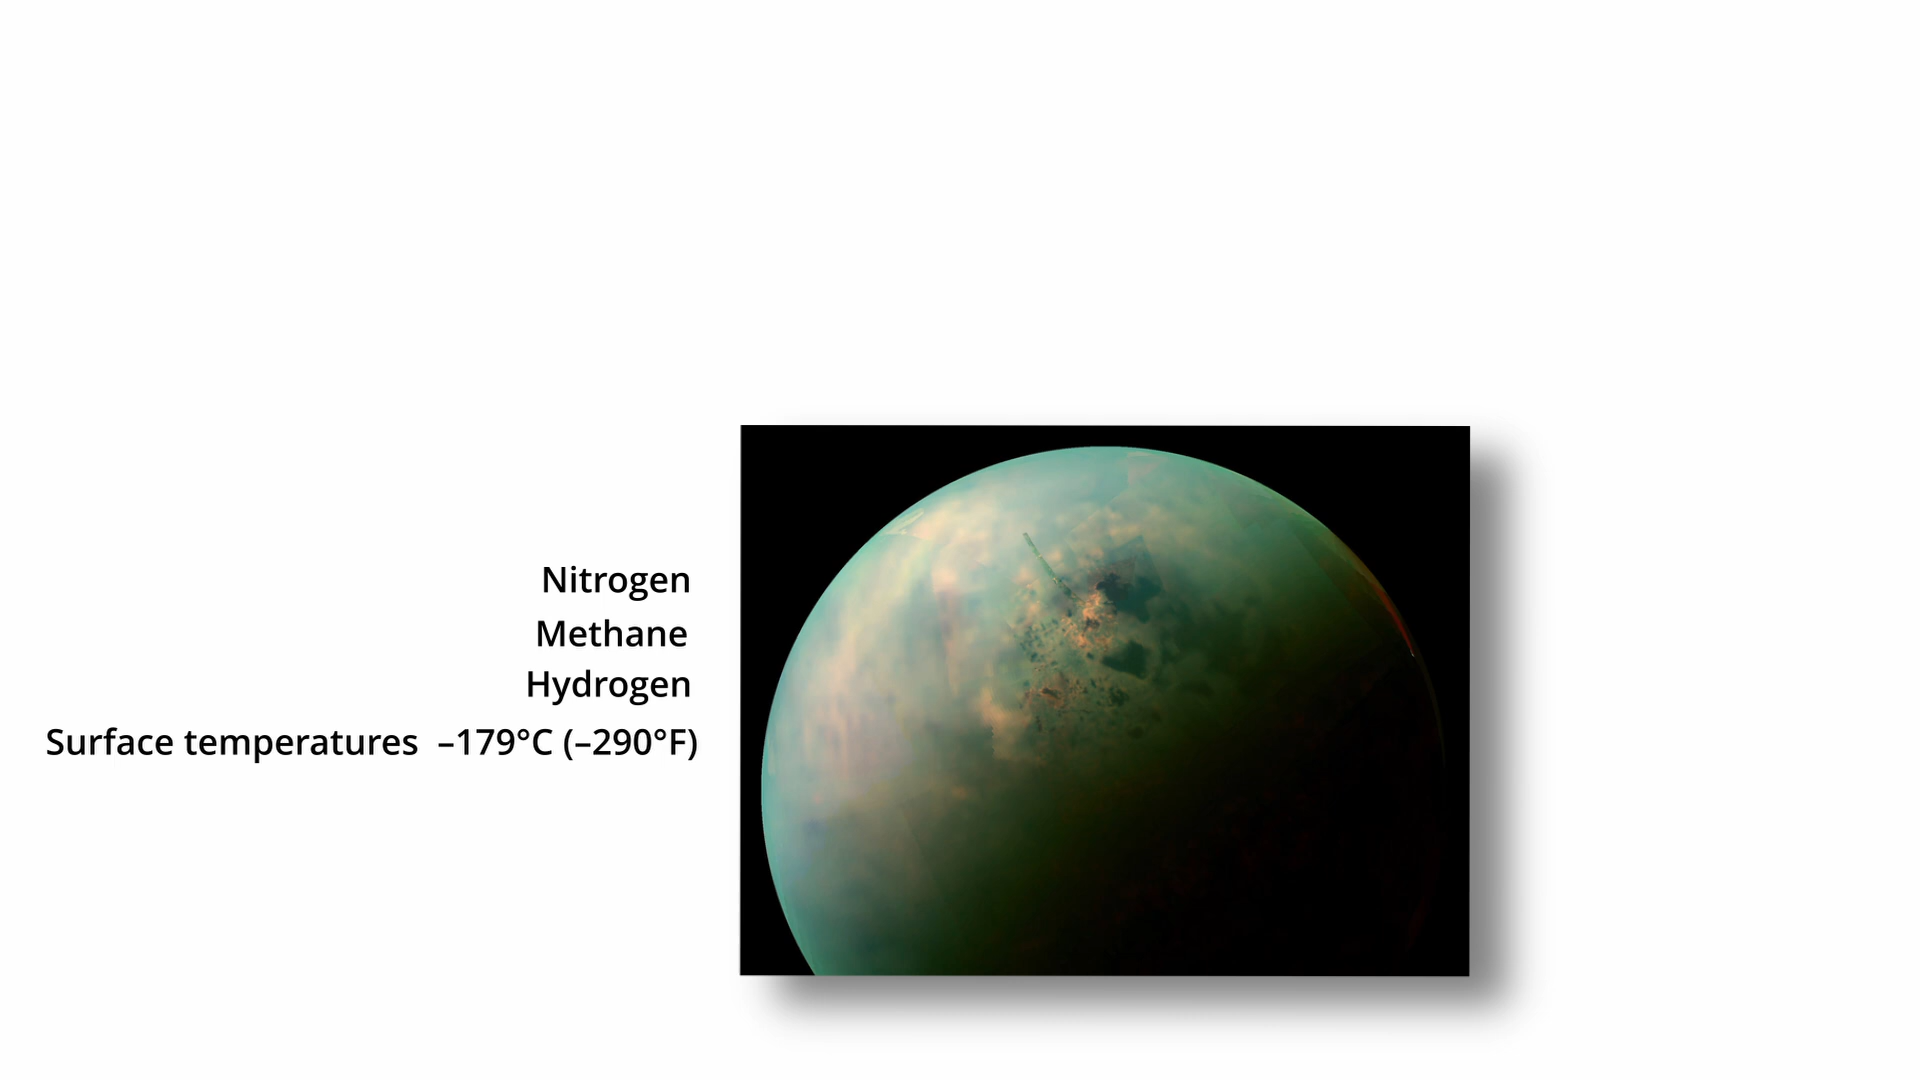 Nitrogen
Methane
Hydrogen
Surface temperatures –179°C (–290°F)